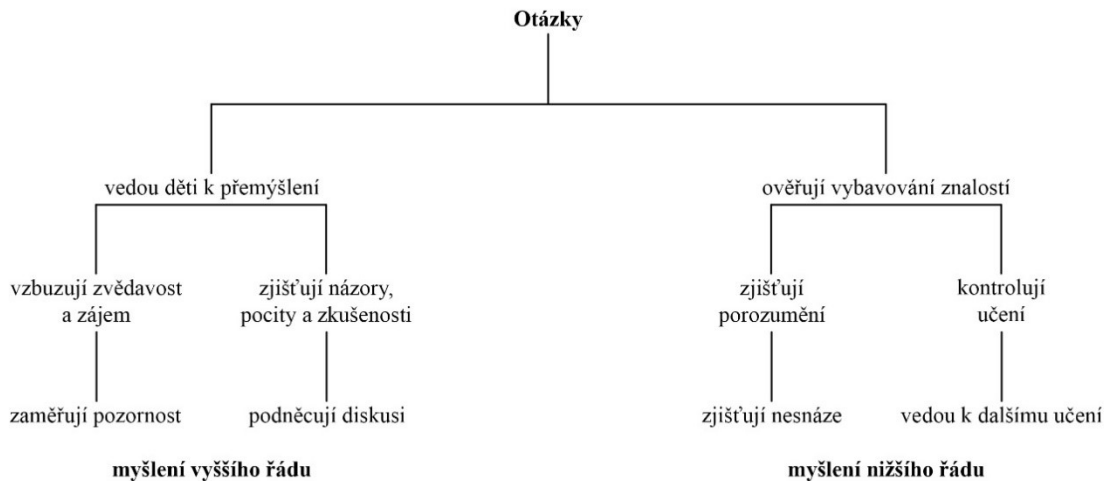 Otázky
vedou děti k přemýšlení
ověřují vybavování znalostí
vzbuzují zvědavost
a zájem
zjišťují názory,
pocity a zkušenosti
zjišťují
porozumění
kontrolují
učení
zaměřují pozornost
podněcují diskusi
zjišťují nesnáze
vedou k dalšímu učení
myšlení vyššího řádu
myšlení nižšího řádu